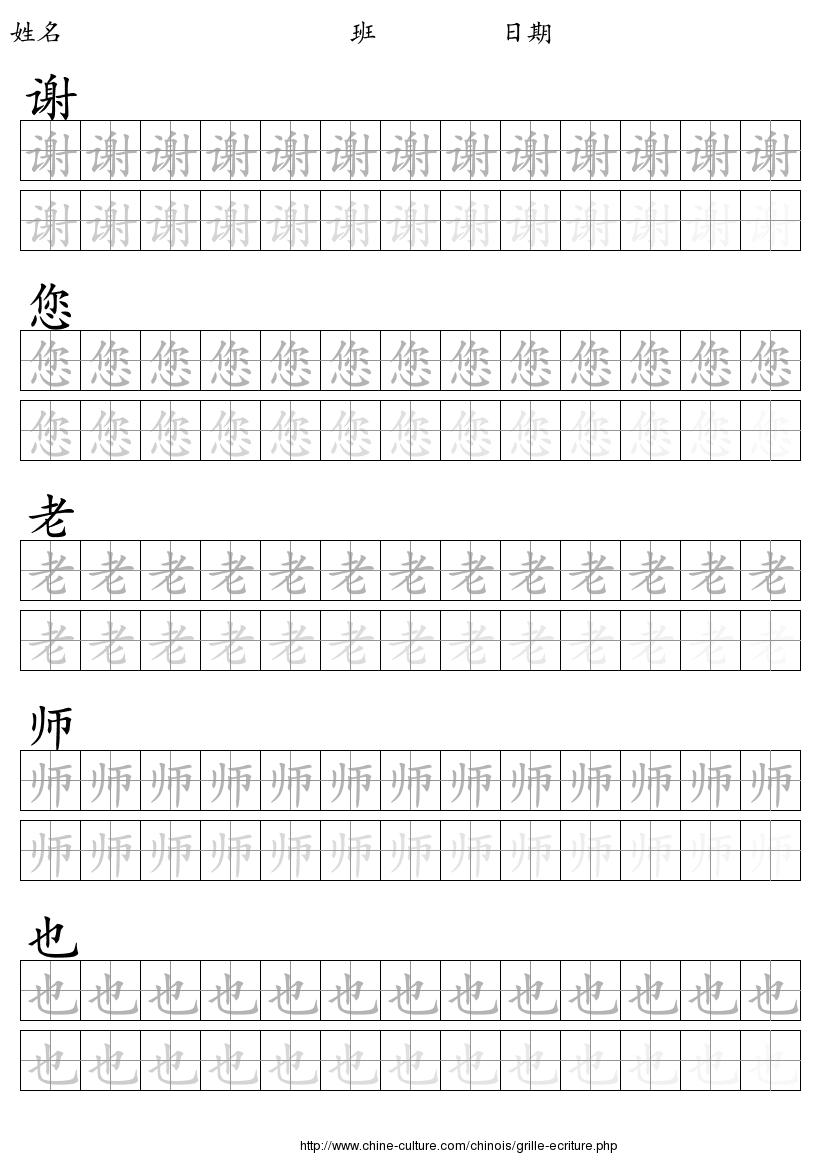 姓名 班 日期
谢
谢谢谢谢谢谢谢谢谢谢谢谢谢
谢谢谢谢谢谢谢谢谢谢谢谢谢
您
您您您您您您您您您您您您您
您您您您您您您您您您您您您
老
老老老老老老老老老老老老老
老老老老老老老老老老老老老
师
师师师师师师师师师师师师师
师师师师师师师师师师师师师
也
也也也也也也也也也也也也也
也也也也也也也也也也也也也
http://www.chine-culture.com/chinois/grille-ecriture.php